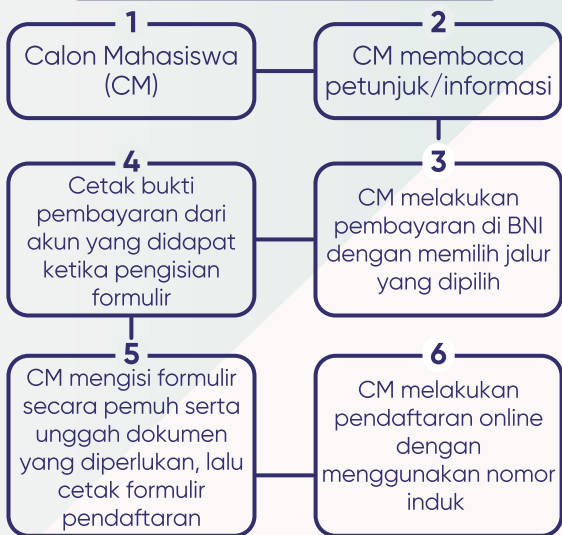 1
Calon Mahasiswa
(CM)
2
CM membaca
petunjuk/informasi
3
CM melakukan
pembayaran di BNI
dengan memilih jalur
yang dipilih
4
Cetak bukti
pembayaran dari
akun yang didapat
ketika pengisian
formulir
5
CM mengisi formulir
secara pemuh serta
unggah dokumen
yang diperlukan, lalu
cetak formulir
pendaftaran
6
CM melakukan
pendaftaran online
dengan
menggunakan nomor
induk